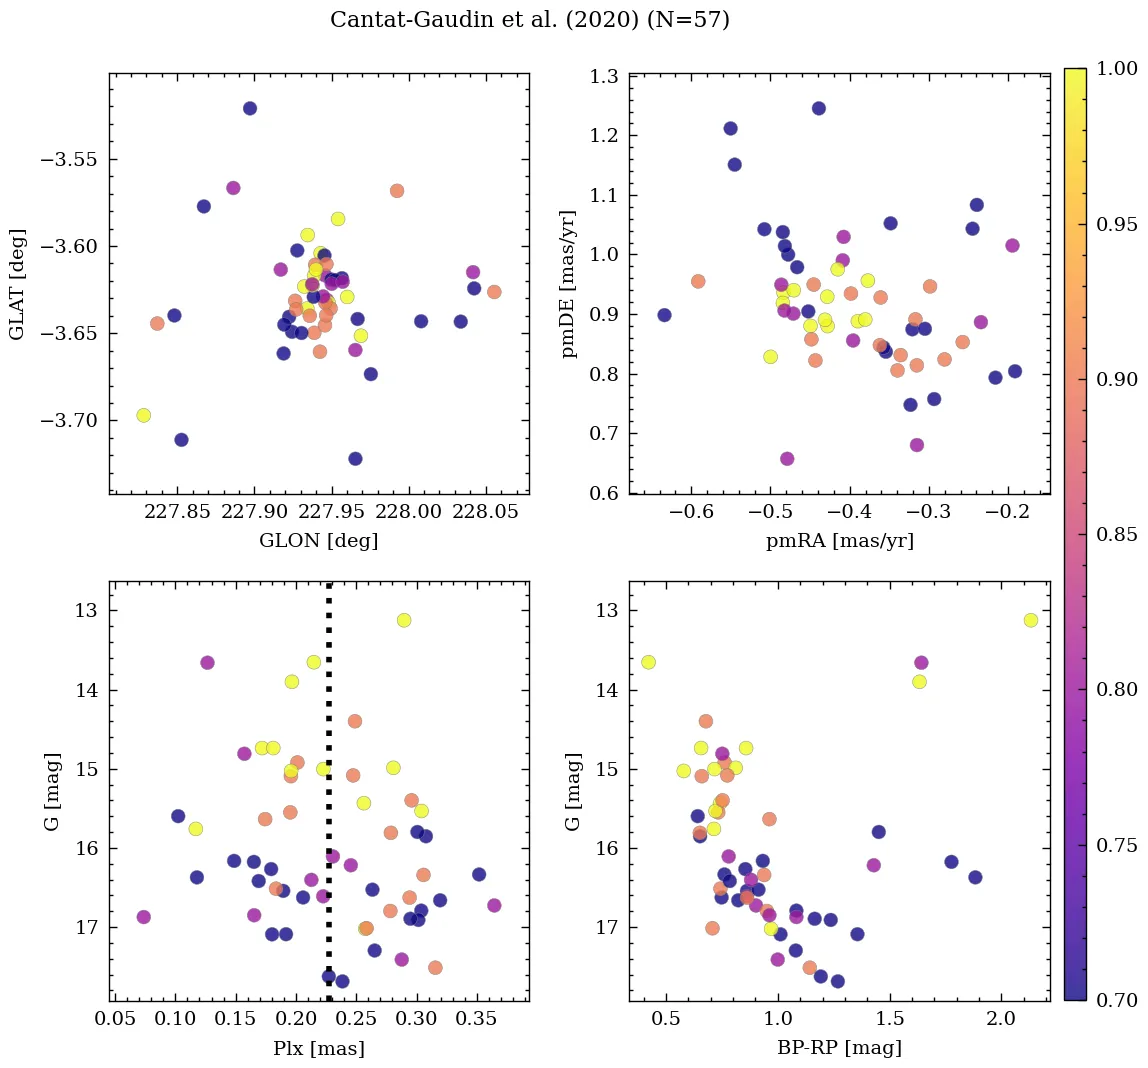 Cantat-Gaudin et al. (2020) (N=57)
−3.55
−3.60
−3.65
−3.70
GLAT [deg]
227.85 227.90 227.95 228.00 228.05
GLON [deg]
1.3
1.2
1.1
1.0
0.9
0.8
0.7
0.6
pmDE [mas/yr]
−0.6 −0.5 −0.4 −0.3 −0.2
pmRA [mas/yr]
13
14
15
16
17
G [mag]
0.05 0.10 0.15 0.20 0.25 0.30 0.35
Plx [mas]
13
14
15
16
17
G [mag]
0.5 1.0 1.5 2.0
BP-RP [mag]
1.00
0.95
0.90
0.85
0.80
0.75
0.70